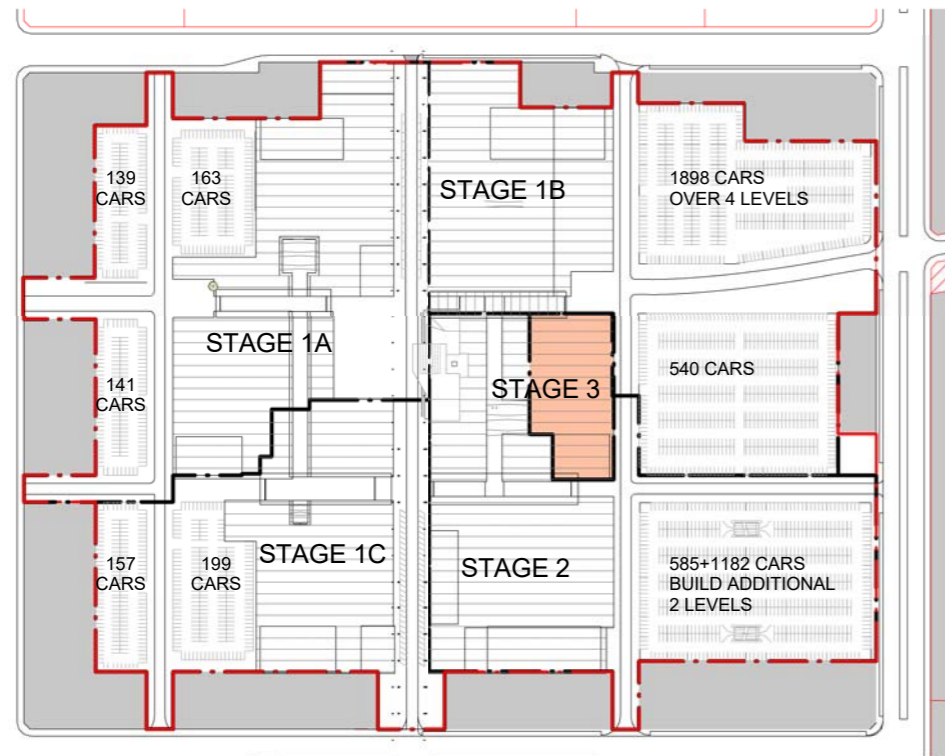 139
CARS
163
CARS
STAGE 1B
1898 CARS
OVER 4 LEVELS
STAGE 1A
141
CARS
STAGE 3
540 CARS
157
CARS
199
CARS
STAGE 1C
STAGE 2
585+1182 CARS
BUILD ADDITIONAL
2 LEVELS